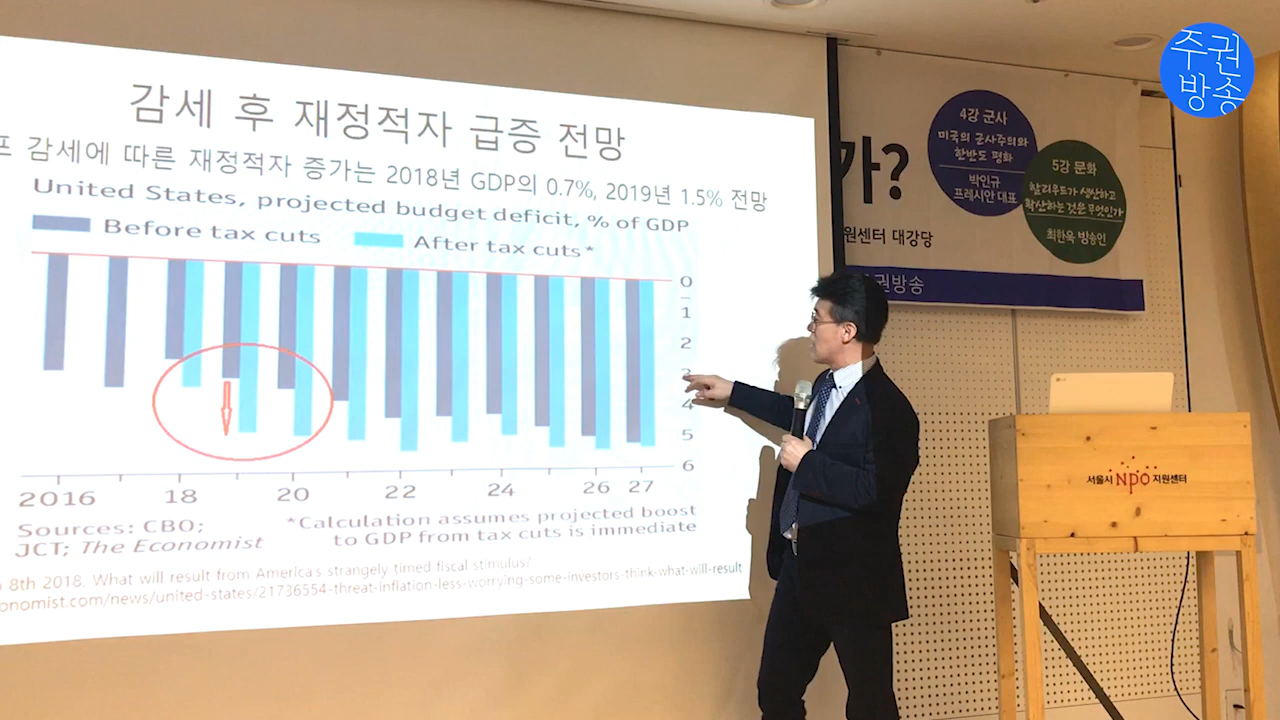 감세 후 재정적자 급증 전망
프 감세에 따른 재정적자 증가는 2018년 GDP의 0.7%, 2019년 1.5% 전망
United States, projected budget deficit, % of GDP
Before tax cuts
After tax cuts*
0
1
2
3
4
5
6
2016 18 20 22 24 26 27
Sources: CBO;
JCT; The Economist
*Calculation assumes projected boost
to GDP from tax cuts is immediate
8th 2018. What will result from America's strangely timed fiscal stimulus?
onomist.com/news/united-states/21736554-threat-inflation-less-worrying-some-investors-think-what-will-result
가?
4강 군사
미국의 군사주의와
한반도 평화
박인규
프레시안 대표
5강 문화
할리우드가 생산하고
확산하는 것은 무엇인가
최한욱 방송인
원센터 대강당
권방송
주권
방송
LG
서울시 npo 지원센터